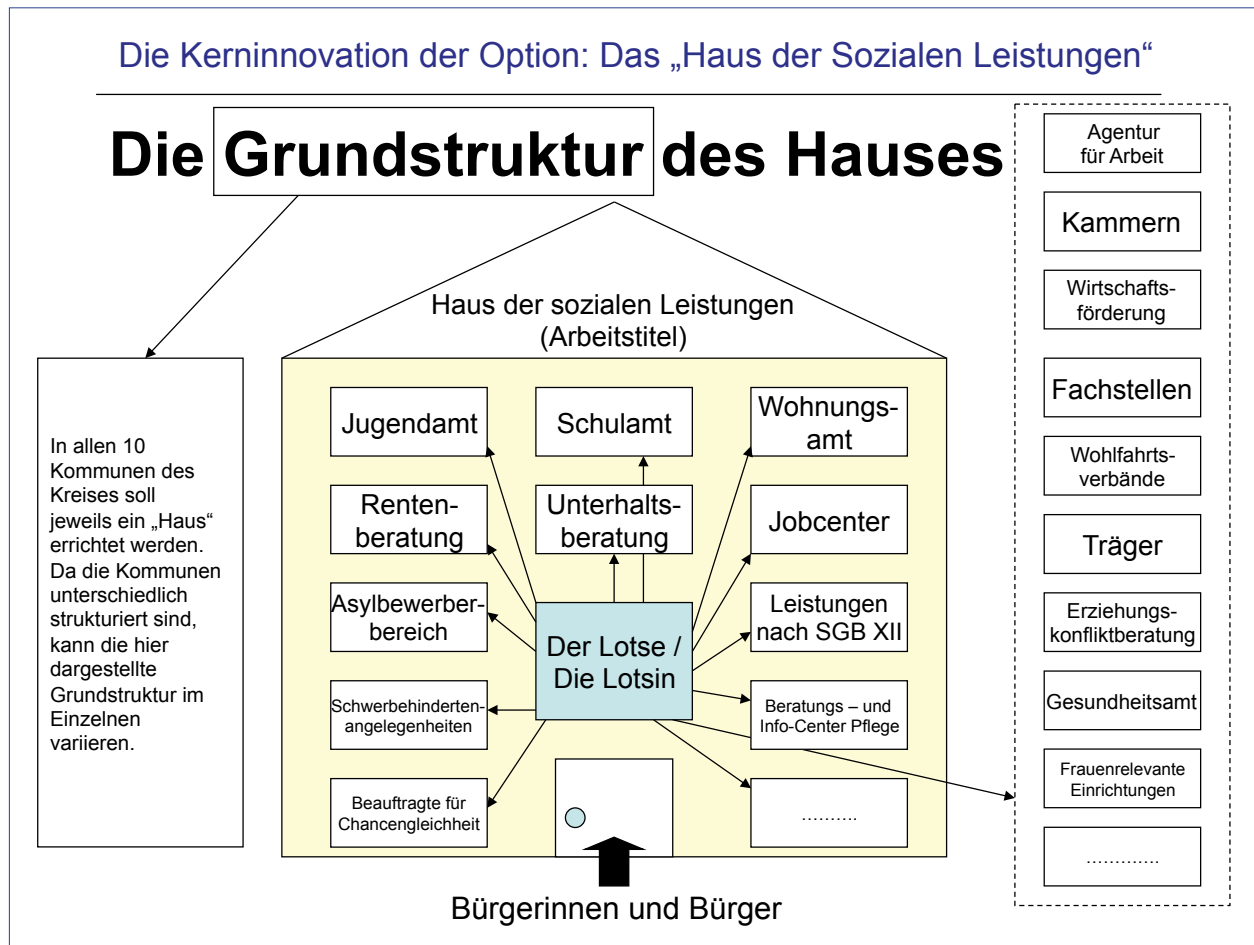 Die Kerninnovation der Option: Das „Haus der Sozialen Leistungen“
Die Grundstruktur des Hauses
In allen 10
Kommunen des
Kreises soll
jeweils ein „Haus“
errichtet werden.
Da die Kommunen
unterschiedlich
strukturiert sind,
kann die hier
dargestellte
Grundstruktur im
Einzelnen
variieren.
Haus der sozialen Leistungen
(Arbeitstitel)
Jugendamt
Schulamt
Wohnungs-
amt
Renten-
beratung
Unterhalts-
beratung
Jobcenter
Asylbewerber-
bereich
Der Lotse /
Die Lotsin
Leistungen
nach SGB XII
Schwerbehinderten-
angelegenheiten
Beratungs – und
Info-Center Pflege
Beauftragte für
Chancengleichheit
……….
Bürgerinnen und Bürger
Agentur
für Arbeit
Kammern
Wirtschafts-
förderung
Fachstellen
Wohlfahrts-
verbände
Träger
Erziehungs-
konfliktberatung
Gesundheitsamt
Frauenrelevante
Einrichtungen
………….